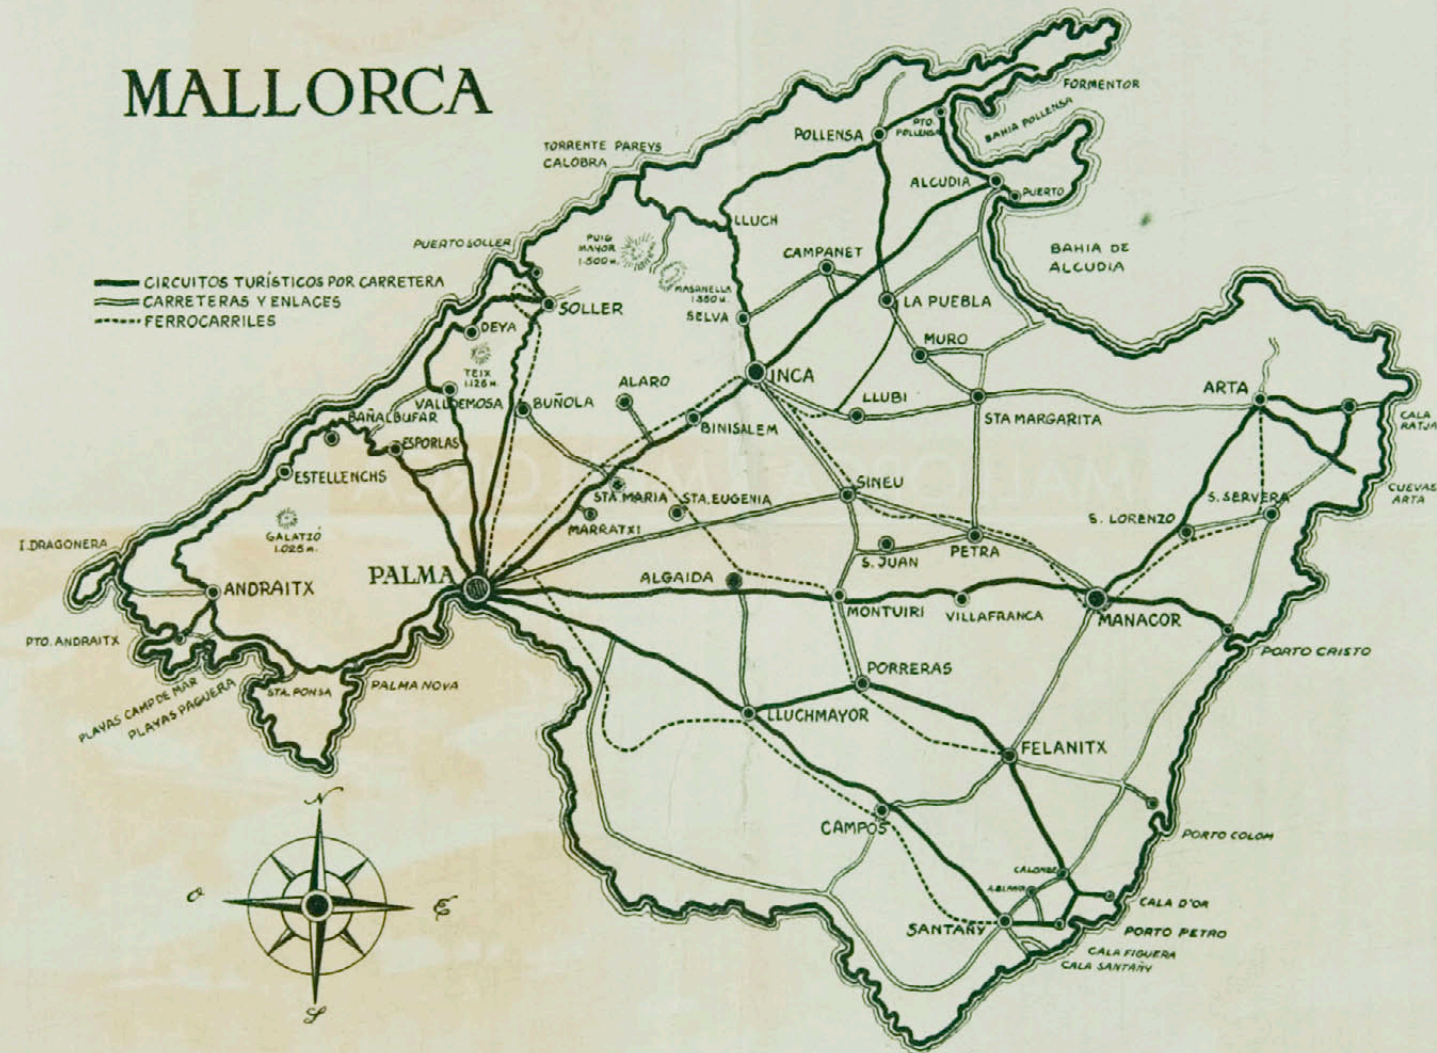 MALLORCA
CIRCUITOS TURÍSTICOS POR CARRETERA
CARRETERAS Y ENLACES
FERROCARRILES
FORMENTOR
BAHIA POLLENSA
PTO.
POLLENSA
POLLENSA
TORRENTE PAREYS
CALOBRA
ALCUDIA
PUERTO
LLUCH
PUERTO SOLLER
PUIG
MAYOR
1·500 M.
CAMPANET
BAHIA DE
ALCUDIA
MASANELLA
1·350 M.
SOLLER
SELVA
LA PUEBLA
DEYA
MURO
TEIX
1.126 M.
INCA
ALARO
ARTA
VALLDEMOSA
BUÑOLA
LLUBI
BAÑALBUFAR
BINISALEM
STA MARGARITA
CALA
RATJA
ESPORLAS
ESTELLENCHS
SINEU
CUEVAS
ARTA
STA. MARIA
STA. EUGENIA
S. SERVERA
MARRATXI
S. LORENZO
GALATZÓ
1.025 M.
I. DRAGONERA
PETRA
S. JUAN
PALMA
ALGAIDA
ANDRAITX
MONTUIRI
VILLAFRANCA
MANACOR
PTO. ANDRAITX
PORTO CRISTO
PORRERAS
PLAYAS CAMP DE MAR
PLAYAS PAGUERA
STA. PONSA
PALMA NOVA
LLUCHMAYOR
FELANITX
CAMPOS
PORTO COLOM
CALONGE
CALA D'OR
SANTAÑY
PORTO PETRO
CALA FIGUERA
CALA SANTAÑY
N
O
E
S